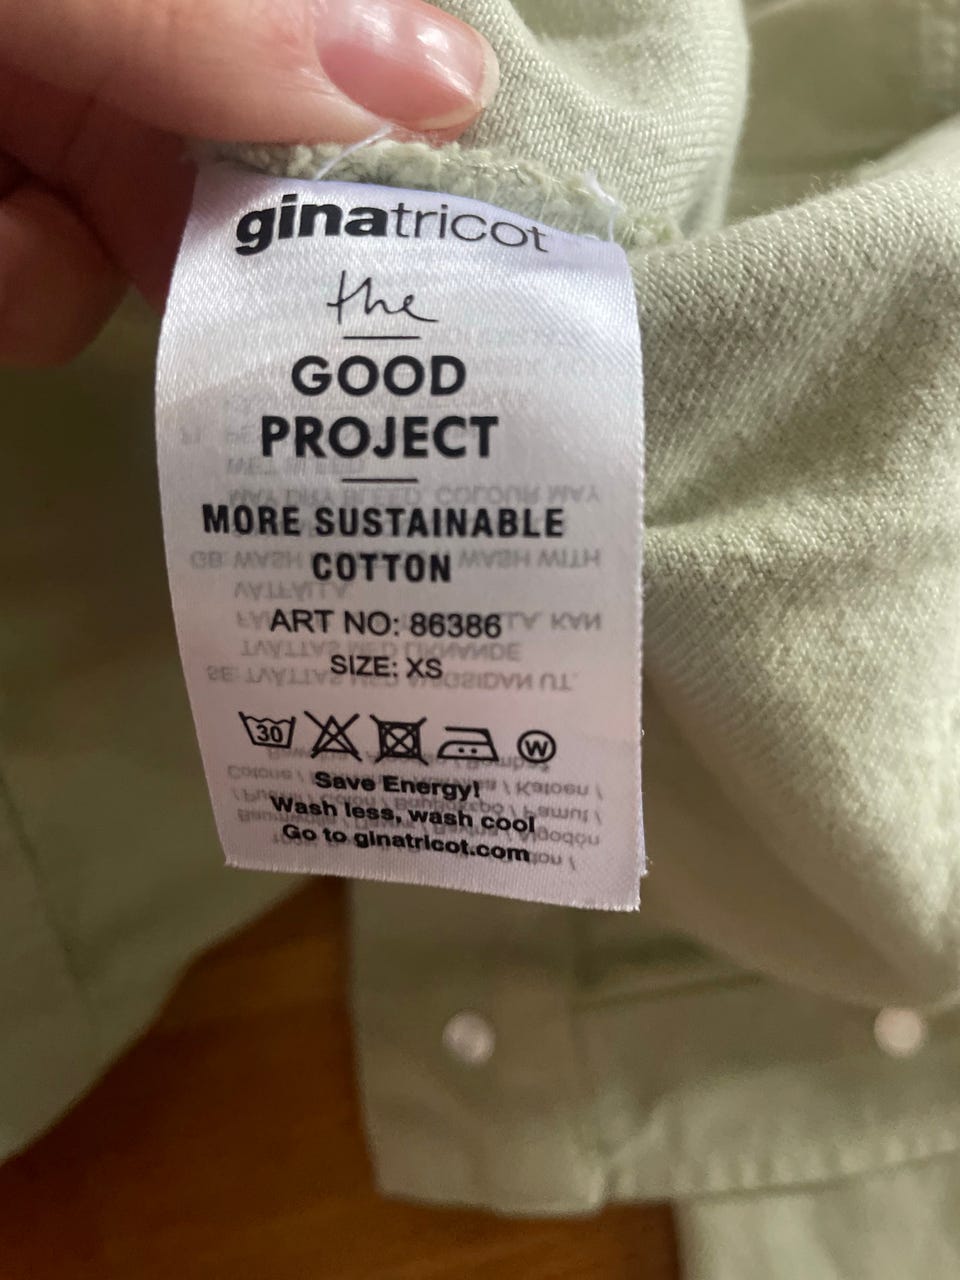 ginatricot
the
GOOD
PROJECT
MORE SUSTAINABLE
COTTON
ART NO: 86386
SIZE: XS
30 W
Save Energy!
Wash less, wash cool
Go to ginatricot.com